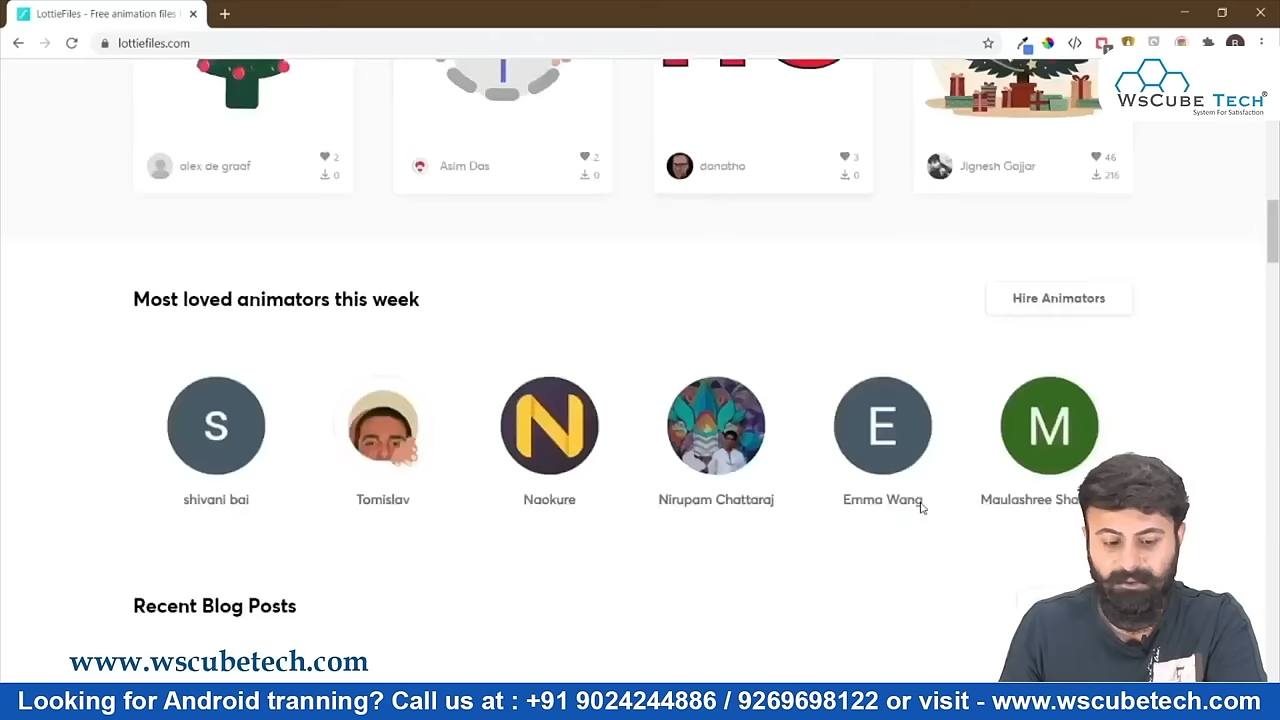 LottieFiles - Free animation files
lottiefiles.com
WsCube Tech®
System For Satisfaction
alex de graaf
2
0
Asim Das
2
0
donatho
3
0
Jignesh Gajjar
46
216
Most loved animators this week
Hire Animators
S
N
E
M
shivani bai
Tomislav
Naokure
Nirupam Chattaraj
Emma Wang
Maulashree
Recent Blog Posts
www.wscubetech.com
Looking for Android tranning? Call us at : +91 9024244886 / 9269698122 or visit - www.wscubetech.com